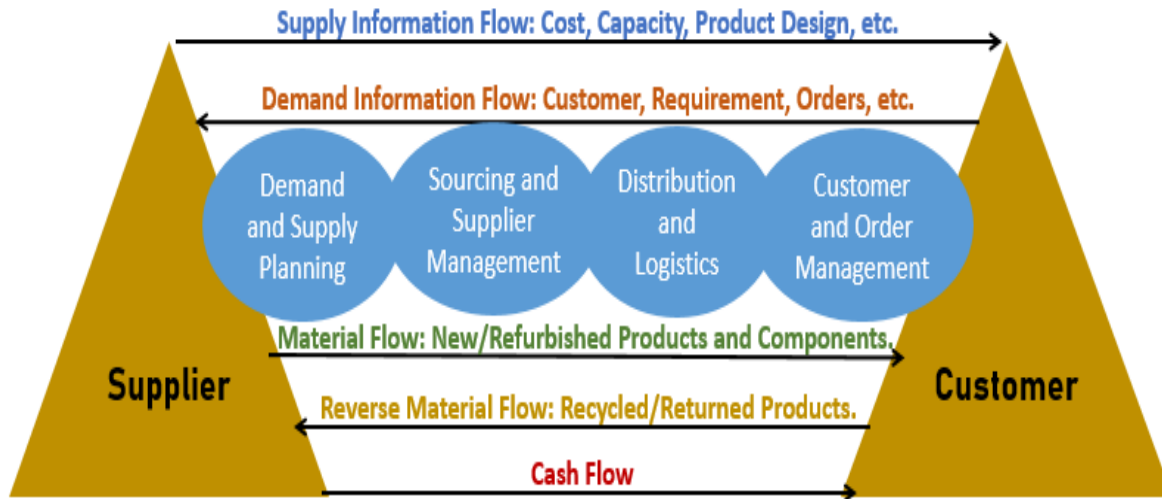 Supply Information Flow: Cost, Capacity, Product Design, etc.
Demand Information Flow: Customer, Requirement, Orders, etc.
Demand
and Supply
Planning
Sourcing and
Supplier
Management
Distribution
and
Logistics
Customer
and Order
Management
Material Flow: New/Refurbished Products and Components.
Supplier
Customer
Reverse Material Flow: Recycled/Returned Products.
Cash Flow